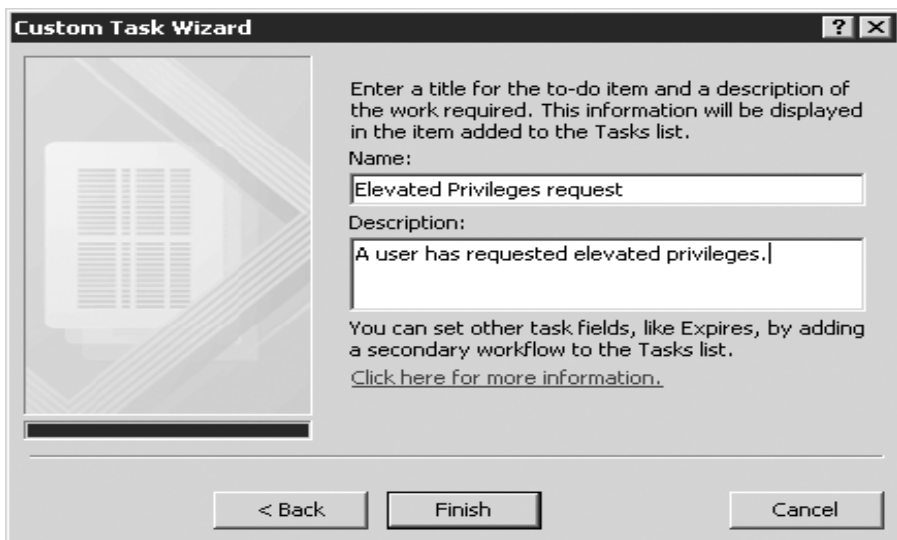 Custom Task Wizard
Enter a title for the to-do item and a description of
the work required. This information will be displayed
in the item added to the Tasks list.
Name:
Elevated Privileges request
Description:
A user has requested elevated privileges.
You can set other task fields, like Expires, by adding
a secondary workflow to the Tasks list.
Click here for more information.
< Back
Finish
Cancel